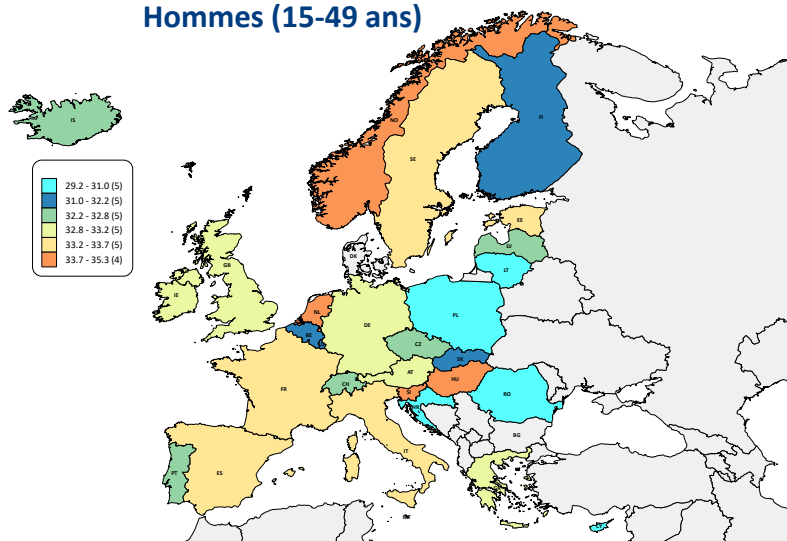 Hommes (15-49 ans)
IS
29.2 - 31.0 (5)
31.0 - 32.2 (5)
32.2 - 32.8 (5)
32.8 - 33.2 (5)
33.2 - 33.7 (5)
33.7 - 35.3 (4)
NO
FI
SE
EE
LV
LT
DK
GB
IE
NL
BE
DE
PL
CZ
SK
AT
HU
CH
FR
SI
HR
RO
IT
BG
PT
ES